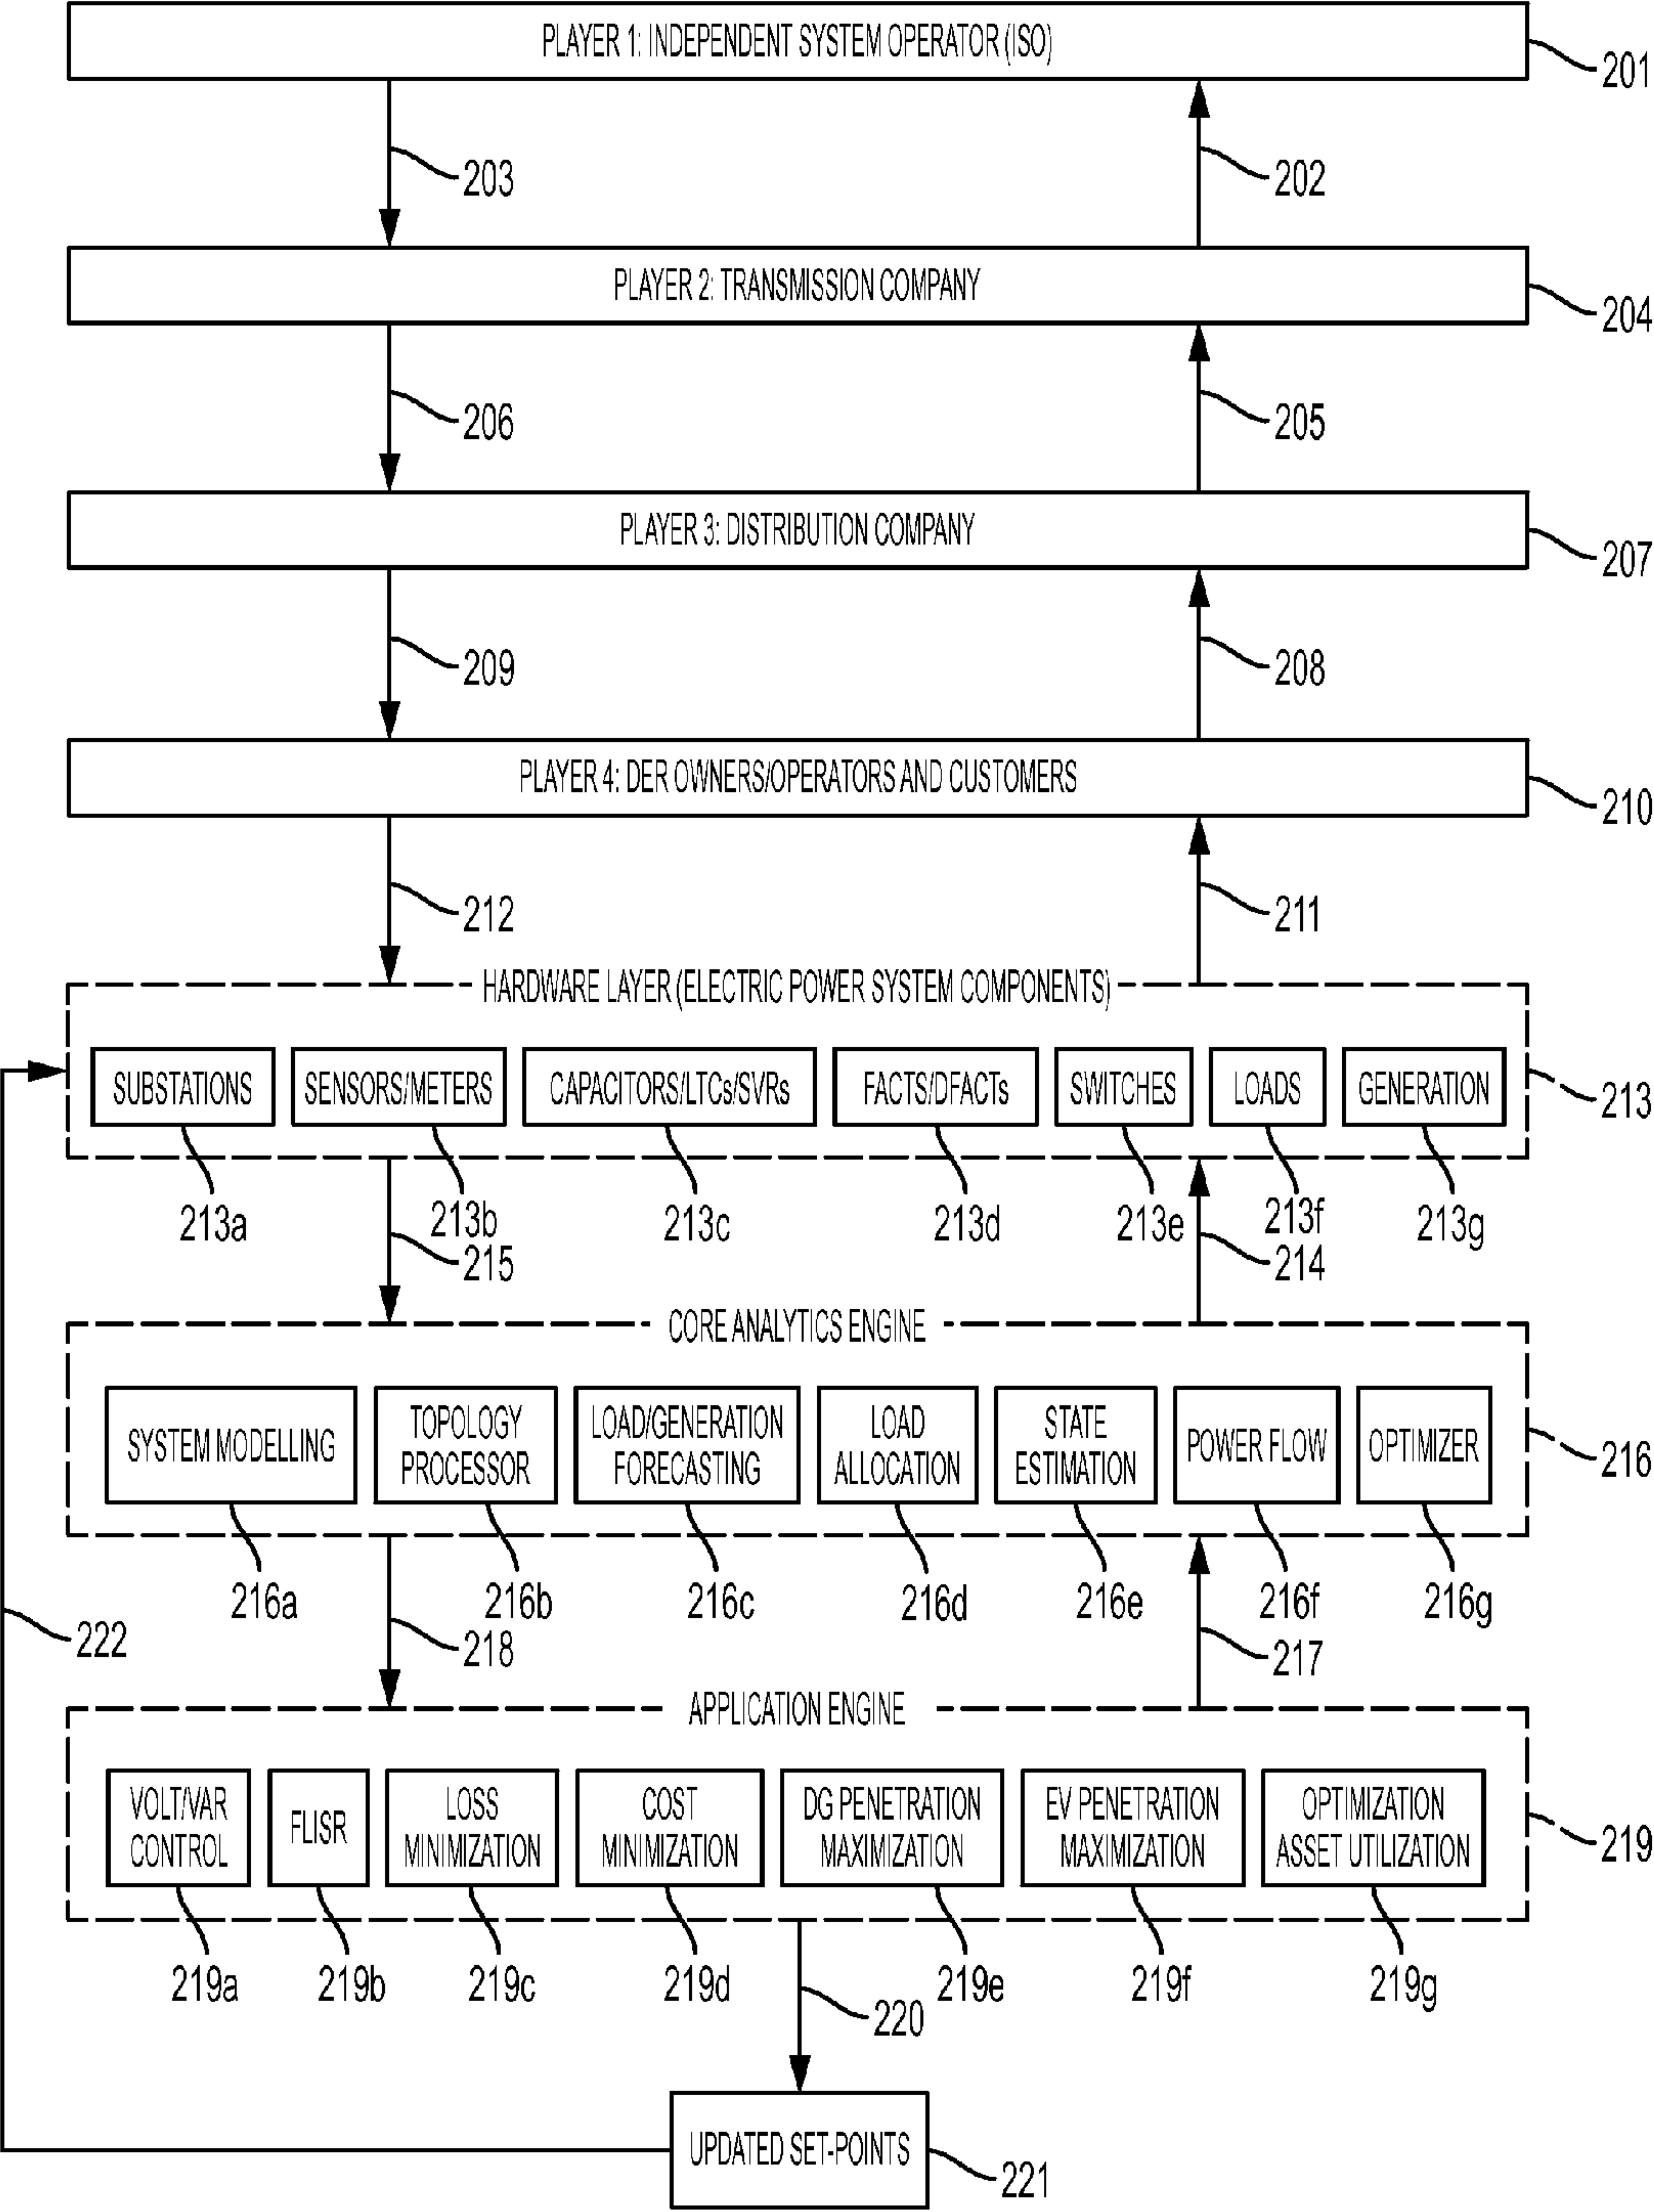 PLAYER 1: INDEPENDENT SYSTEM OPERATOR (ISO)
201
203
202
PLAYER 2: TRANSMISSION COMPANY
204
206
205
PLAYER 3: DISTRIBUTION COMPANY
207
209
208
PLAYER 4: DER OWNERS/OPERATORS AND CUSTOMERS
210
212
211
HARDWARE LAYER (ELECTRIC POWER SYSTEM COMPONENTS)
SUBSTATIONS
SENSORS/METERS
CAPACITORS/LTCs/SVRs
FACTS/DFACTs
SWITCHES
LOADS
GENERATION
213
213a
213b
213c
213d
213e
213f
213g
215
214
CORE ANALYTICS ENGINE
SYSTEM MODELLING
TOPOLOGY
PROCESSOR
LOAD/GENERATION
FORECASTING
LOAD
ALLOCATION
STATE
ESTIMATION
POWER FLOW
OPTIMIZER
216
216a
216b
216c
216d
216e
216f
216g
222
218
217
APPLICATION ENGINE
VOLT/VAR
CONTROL
FLISR
LOSS
MINIMIZATION
COST
MINIMIZATION
DG PENETRATION
MAXIMIZATION
EV PENETRATION
MAXIMIZATION
OPTIMIZATION
ASSET UTILIZATION
219
219a
219b
219c
219d
219e
219f
219g
220
UPDATED SET-POINTS
221